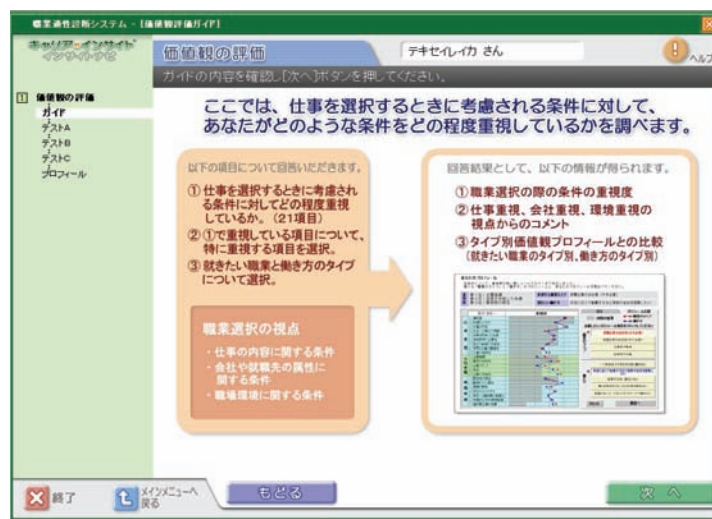 職業適性診断システム - [価値観評価ガイド]
キャリア・インサイト
インサイトナビ
価値観の評価
テキセイレイカ さん
ヘルプ
ガイドの内容を確認し[次へ]ボタンを押してください。
1 価値観の評価
ガイド
テストA
テストB
テストC
プロフィール
ここでは、仕事を選択するときに考慮される条件に対して、
あなたがどのような条件をどの程度重視しているかを調べます。
以下の項目について回答いただきます。
①仕事を選択するときに考慮され
る条件に対してどの程度重視
しているか。（21項目）
②①で重視している項目について、
特に重視する項目を選択。
③就きたい職業と働き方のタイプ
について選択。
職業選択の視点
・仕事の内容に関する条件
・会社や就職先の属性に
関する条件
・職場環境に関する条件
回答結果として、以下の情報が得られます。
①職業選択の際の条件の重視度
②仕事重視、会社重視、環境重視の
視点からのコメント
③タイプ別価値観プロフィールとの比較
（就きたい職業のタイプ別、働き方のタイプ別）
終了
メインメニューへ
戻る
もどる
次へ